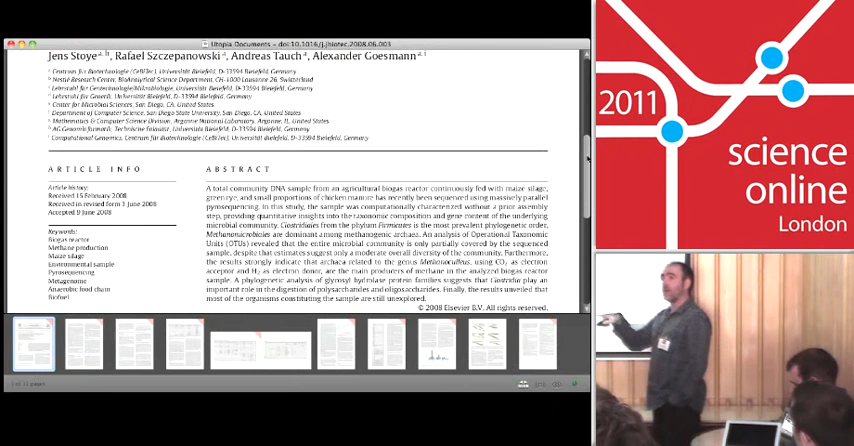 Utopia Documents - doi:10.1016/j.jbiotec.2008.06.003
Jens Stoye a, h, Rafael Szczepanowski a, Andreas Tauch a, Alexander Goesmann a, i
a Centrum für Biotechnologie (CeBiTec), Universität Bielefeld, D-33594 Bielefeld, Germany
b Nestlé Research Center, BioAnalytical Science Department, CH-1000 Lausanne 26, Switzerland
Lehrstuhl für Gentechnologie/Mikrobiologie, Universität Bielefeld, D-33594 Bielefeld, Germany
Lehrstuhl für Genetik, Universität Bielefeld, D-33594 Bielefeld, Germany
Center for Microbial Sciences, San Diego, CA, United States
Department of Computer Science, San Diego State University, San Diego, CA, United States
Mathematics & Computer Science Division, Argonne National Laboratory, Argonne, IL, United States
AG Genominformatik, Technische Fakultät, Universität Bielefeld, D-33594 Bielefeld, Germany
Computational Genomics, Centrum für Biotechnologie (CeBiTec), Universität Bielefeld, D-33594 Bielefeld, Germany
ARTICLE INFO
Article history:
Received 15 February 2008
Received in revised form 3 June 2008
Accepted 9 June 2008
Keywords:
Biogas reactor
Methane production
Maize silage
Environmental sample
Pyrosequencing
Metagenome
Anaerobic food chain
Biofuel
ABSTRACT
A total community DNA sample from an agricultural biogas reactor continuously fed with maize silage,
green rye, and small proportions of chicken manure has recently been sequenced using massively parallel
pyrosequencing. In this study, the sample was computationally characterized without a prior assembly
step, providing quantitative insights into the taxonomic composition and gene content of the underlying
microbial community. Clostridiales from the phylum Firmicutes is the most prevalent phylogenetic order,
Methanomicrobiales are dominant among methanogenic archaea. An analysis of Operational Taxonomic
Units (OTUs) revealed that the entire microbial community is only partially covered by the sequenced
sample, despite that estimates suggest only a moderate overall diversity of the community. Furthermore,
the results strongly indicate that archaea related to the genus Methanoculleus, using CO2 as electron
acceptor and H2 as electron donor, are the main producers of methane in the analyzed biogas reactor
sample. A phylogenetic analysis of glycosyl hydrolase protein families suggests that Clostridia play an
important role in the digestion of polysaccharides and oligosaccharides. Finally, the results unveiled that
most of the organisms constituting the sample are still unexplored.
© 2008 Elsevier B.V. All rights reserved.
1 of 12 pages
2011
science
online
London